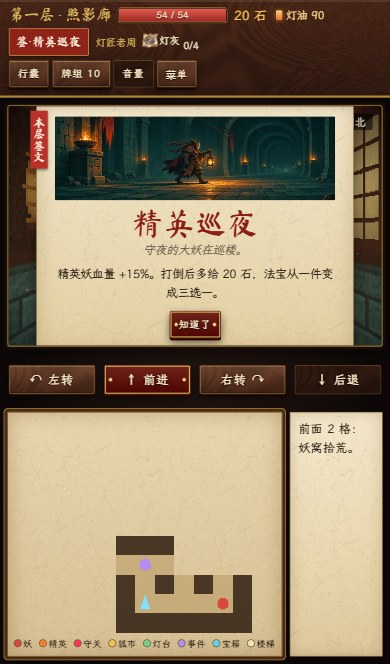 第一层 · 照影廊
54 / 54
20 石
灯油 90
签·精英巡夜
灯匠老周
灯灰 0/4
行囊
牌组 10
音量
菜单
本层签文
北
精英巡夜
守夜的大妖在巡楼。
精英妖血量 +15%。打倒后多给 20 石，法宝从一件变
成三选一。
知道了
↶ 左转
↑ 前进
右转 ↷
↓ 后退
前面 2 格：
妖窝拾荒。
妖
精英
守关
狐市
灯台
事件
宝箱
楼梯